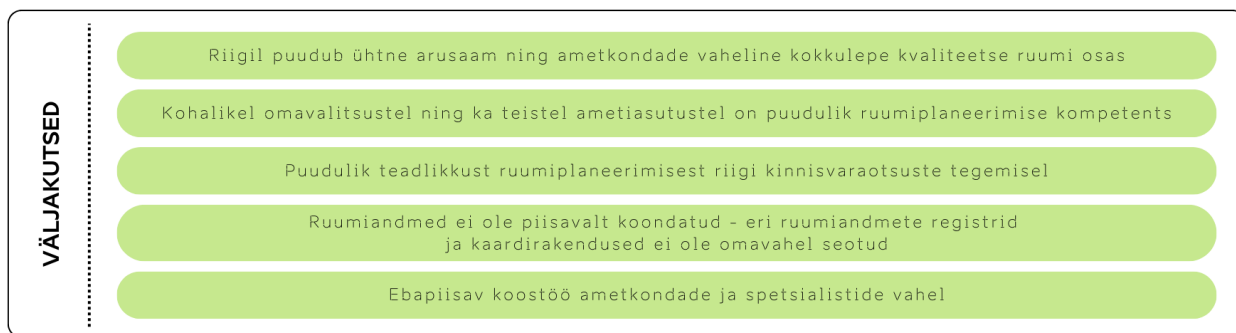 VÄLJAKUTSED
Riigil puudub ühtne arusaam ning ametkondade vaheline kokkulepe kvaliteetse ruumi osas
Kohalikel omavalitsustel ning ka teistel ametiasutustel on puudulik ruumiplaneerimise kompetents
Puudulik teadlikkust ruumiplaneerimisest riigi kinnisvaraotsuste tegemisel
Ruumiandmed ei ole piisavalt koondatud - eri ruumiandmete registrid
ja kaardirakendused ei ole omavahel seotud
Ebapiisav koostöö ametkondade ja spetsialistide vahel